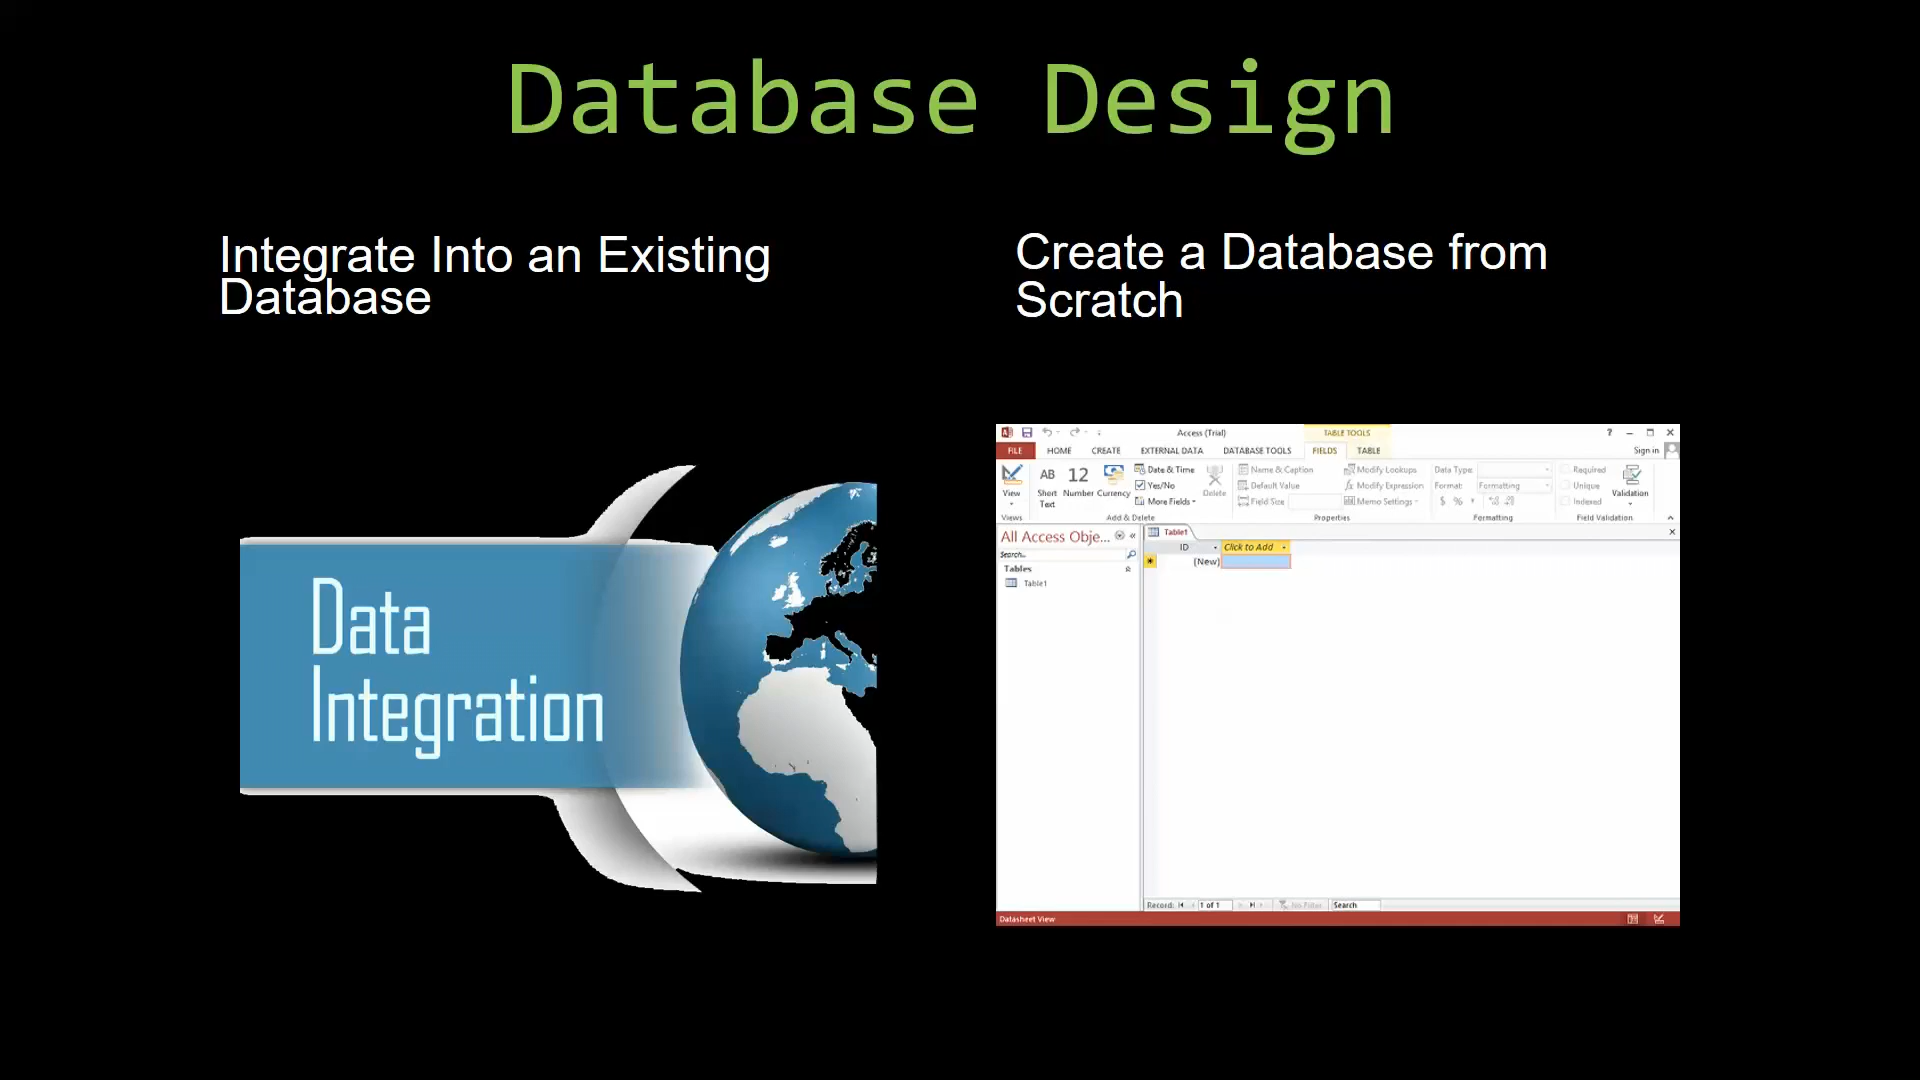 Database Design
Integrate Into an Existing
Database
Create a Database from
Scratch
Data
Integration
Access (Trial)
TABLE TOOLS
?
FILE
HOME
CREATE
EXTERNAL DATA
DATABASE TOOLS
FIELDS
TABLE
Sign in
View
Views
AB
Short
Text
12
Number
Currency
Date & Time
Yes/No
More Fields
Delete
Add & Delete
Name & Caption
Default Value
Field Size
Modify Lookups
Modify Expression
Memo Settings
Properties
Data Type:
Format: Formatting
$ %
Formatting
Required
Unique
Indexed
Validation
Field Validation
All Access Obje...
Search...
Tables
Table1
Table1
ID
Click to Add
(New)
Record: 1 of 1 No Filter Search
Datasheet View